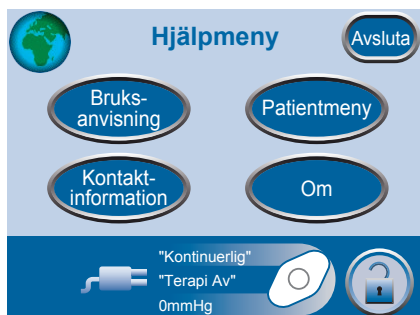 Hjälpmeny
Avsluta
Bruks-
anvisning
Patientmeny
Kontakt-
information
Om
"Kontinuerlig"
"Terapi Av"
0mmHg